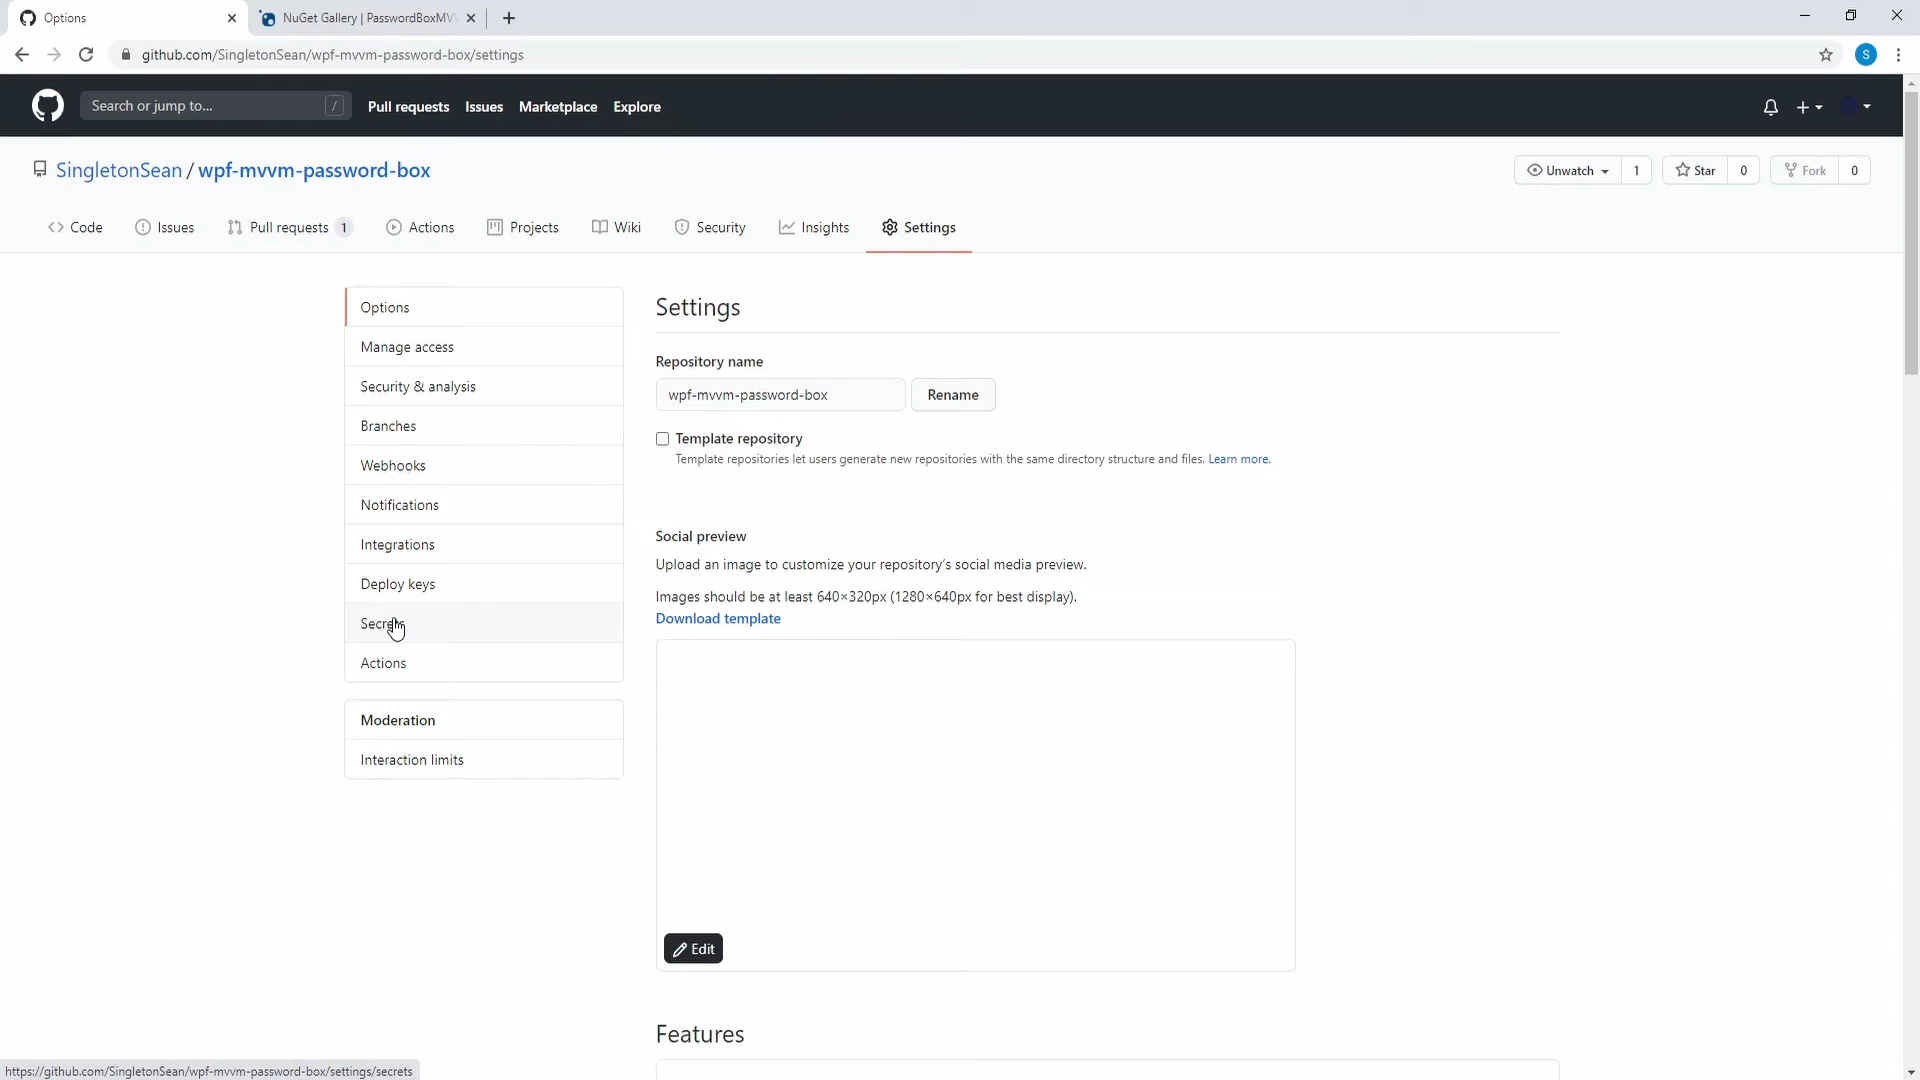 Options
NuGet Gallery | PasswordBoxMV
github.com/SingletonSean/wpf-mvvm-password-box/settings
S
Search or jump to... /
Pull requests
Issues
Marketplace
Explore
SingletonSean / wpf-mvvm-password-box
Unwatch 1
Star 0
Fork 0
Code
Issues
Pull requests 1
Actions
Projects
Wiki
Security
Insights
Settings
Options
Manage access
Security & analysis
Branches
Webhooks
Notifications
Integrations
Deploy keys
Secrets
Actions
Moderation
Interaction limits
Settings
Repository name
wpf-mvvm-password-box
Rename
Template repository
Template repositories let users generate new repositories with the same directory structure and files. Learn more.
Social preview
Upload an image to customize your repository's social media preview.
Images should be at least 640×320px (1280×640px for best display).
Download template
Edit
Features
https://github.com/SingletonSean/wpf-mvvm-password-box/settings/secrets